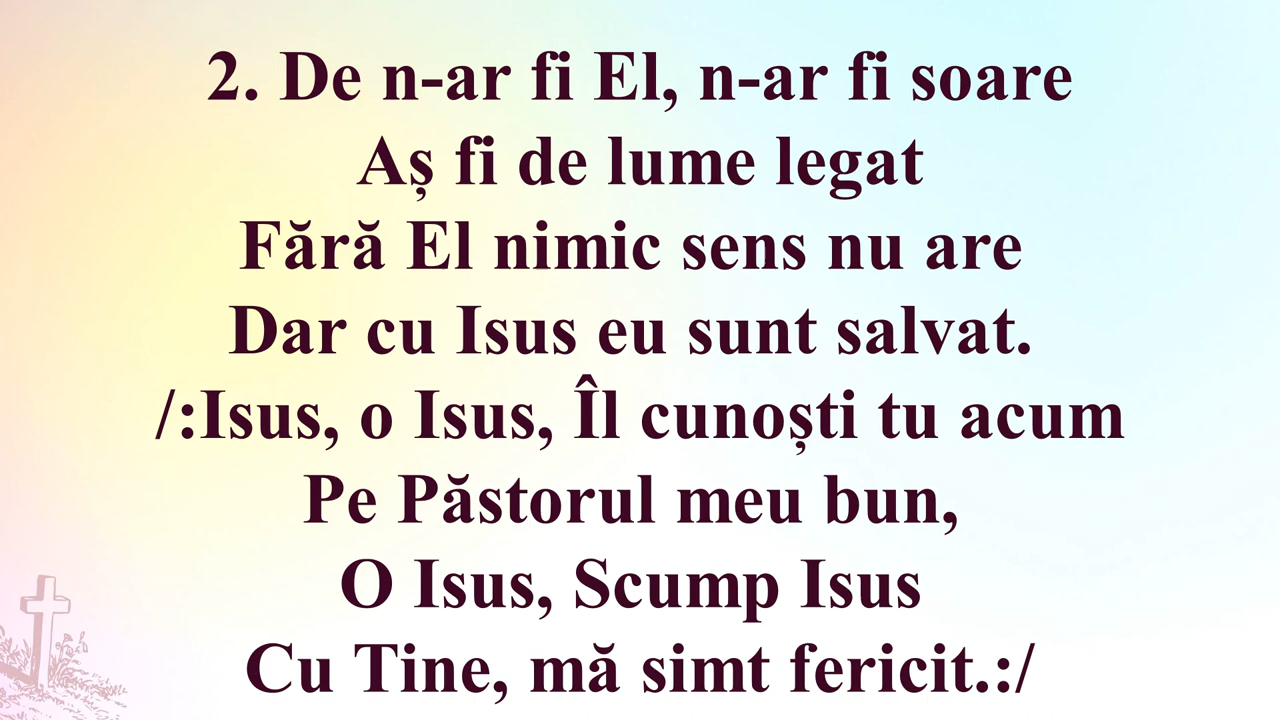 2. De n-ar fi El, n-ar fi soare
Aș fi de lume legat
Fără El nimic sens nu are
Dar cu Isus eu sunt salvat.
/:Isus, o Isus, Îl cunoști tu acum
Pe Păstorul meu bun,
O Isus, Scump Isus
Cu Tine, mă simt fericit.:/